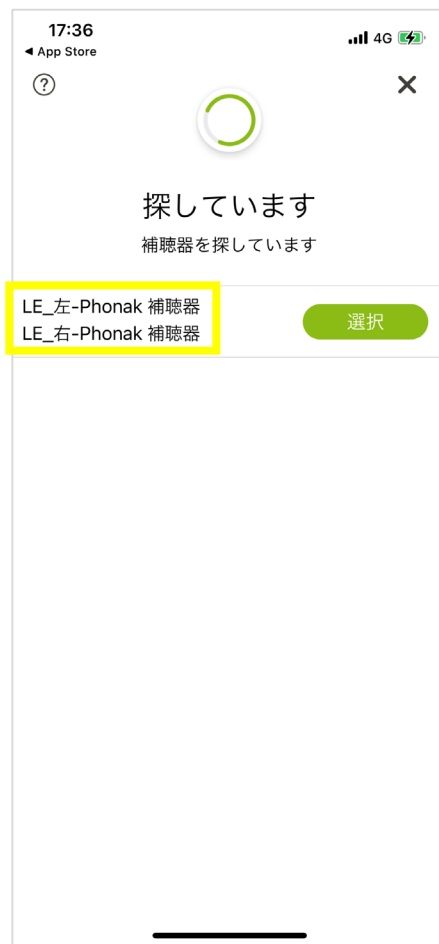 17:36
4G
◀ App Store
?
探しています
補聴器を探しています
LE_左-Phonak 補聴器
LE_右-Phonak 補聴器
選択